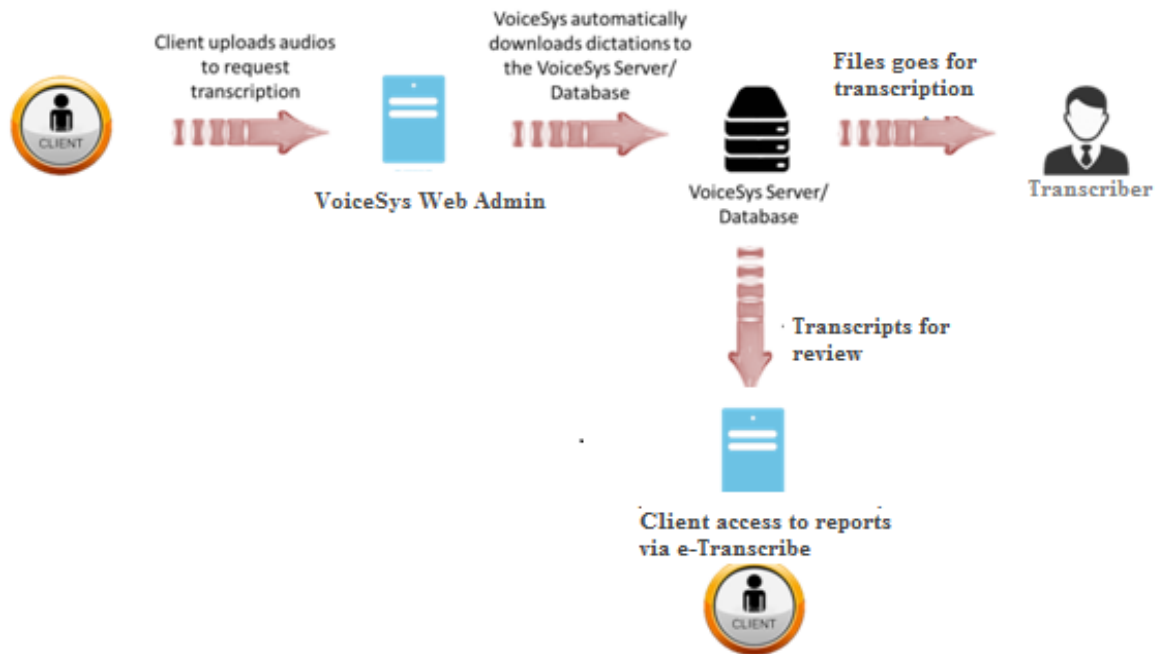 Client uploads audios
to request
transcription
VoiceSys automatically
downloads dictations to
the VoiceSys Server/
Database
Files goes for
transcription
CLIENT
VoiceSys Web Admin
VoiceSys Server/
Database
Transcriber
Transcripts for
review
Client access to reports
via e-Transcribe
CLIENT